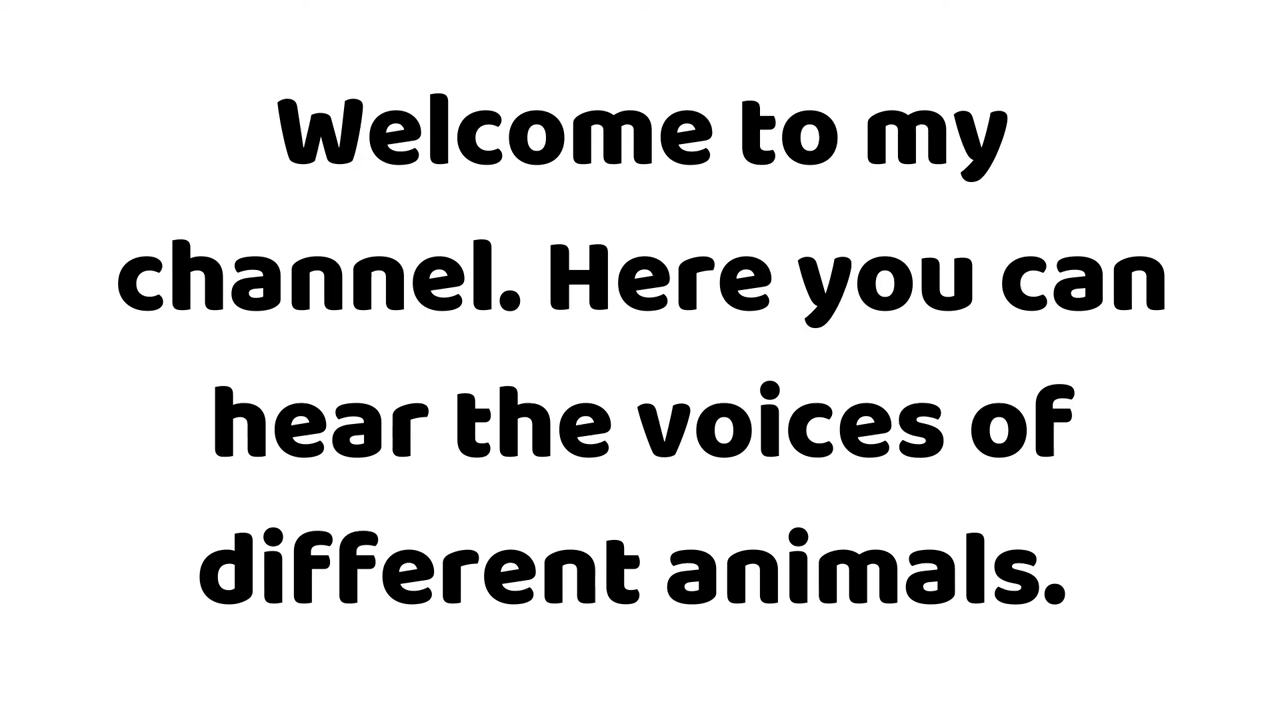 Welcome to my
channel. Here you can
hear the voices of
different animals.